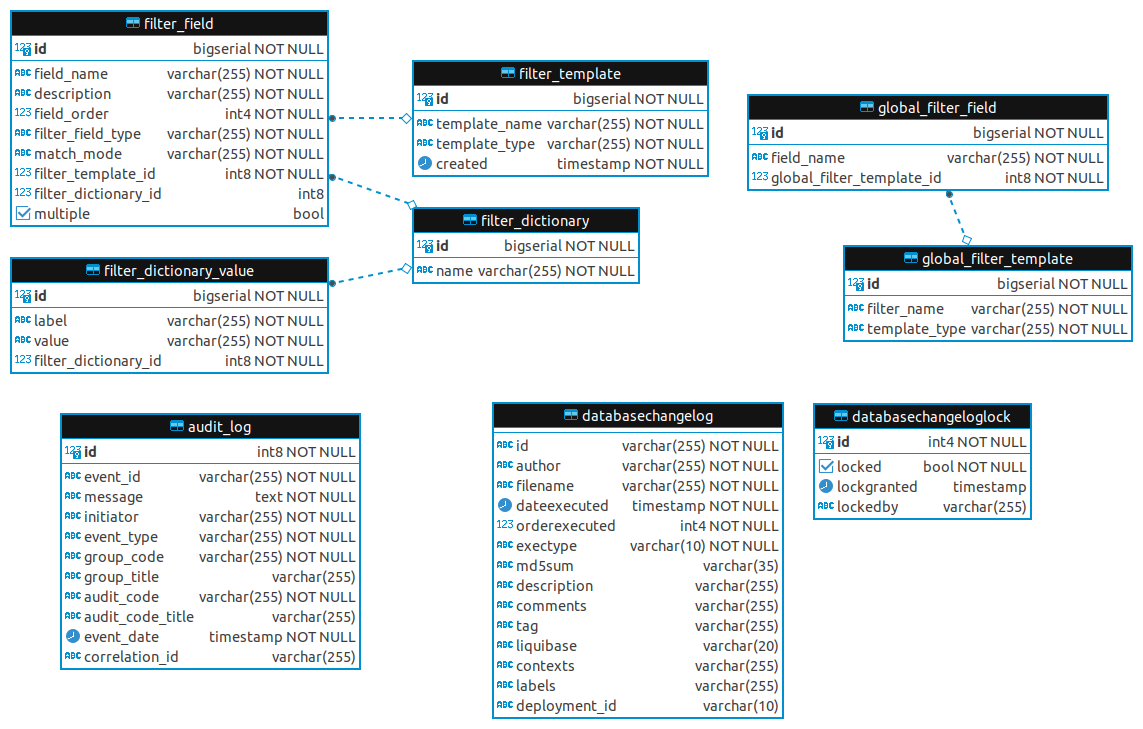 filter_field
id bigserial NOT NULL
field_name varchar(255) NOT NULL
description varchar(255) NOT NULL
field_order int4 NOT NULL
filter_field_type varchar(255) NOT NULL
match_mode varchar(255) NOT NULL
filter_template_id int8 NOT NULL
filter_dictionary_id int8
multiple bool
filter_template
id bigserial NOT NULL
template_name varchar(255) NOT NULL
template_type varchar(255) NOT NULL
created timestamp NOT NULL
global_filter_field
id bigserial NOT NULL
field_name varchar(255) NOT NULL
global_filter_template_id int8 NOT NULL
filter_dictionary
id bigserial NOT NULL
name varchar(255) NOT NULL
global_filter_template
id bigserial NOT NULL
filter_name varchar(255) NOT NULL
template_type varchar(255) NOT NULL
filter_dictionary_value
id bigserial NOT NULL
label varchar(255) NOT NULL
value varchar(255) NOT NULL
filter_dictionary_id int8 NOT NULL
audit_log
id int8 NOT NULL
event_id varchar(255) NOT NULL
message text NOT NULL
initiator varchar(255) NOT NULL
event_type varchar(255) NOT NULL
group_code varchar(255) NOT NULL
group_title varchar(255)
audit_code varchar(255) NOT NULL
audit_code_title varchar(255)
event_date timestamp NOT NULL
correlation_id varchar(255)
databasechangelog
id varchar(255) NOT NULL
author varchar(255) NOT NULL
filename varchar(255) NOT NULL
dateexecuted timestamp NOT NULL
orderexecuted int4 NOT NULL
exectype varchar(10) NOT NULL
md5sum varchar(35)
description varchar(255)
comments varchar(255)
tag varchar(255)
liquibase varchar(20)
contexts varchar(255)
labels varchar(255)
deployment_id varchar(10)
databasechangeloglock
id int4 NOT NULL
locked bool NOT NULL
lockgranted timestamp
lockedby varchar(255)